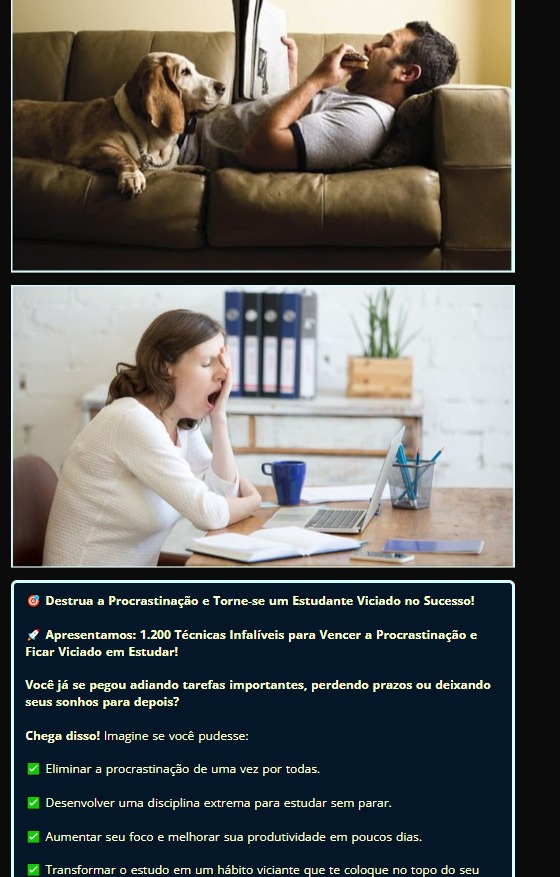 🎯 Destrua a Procrastinação e Torne-se um Estudante Viciado no Sucesso!
🚀 Apresentamos: 1.200 Técnicas Infalíveis para Vencer a Procrastinação e
Ficar Viciado em Estudar!
Você já se pegou adiando tarefas importantes, perdendo prazos ou deixando
seus sonhos para depois?
Chega disso! Imagine se você pudesse:
✅ Eliminar a procrastinação de uma vez por todas.
✅ Desenvolver uma disciplina extrema para estudar sem parar.
✅ Aumentar seu foco e melhorar sua produtividade em poucos dias.
✅ Transformar o estudo em um hábito viciante que te coloque no topo do seu